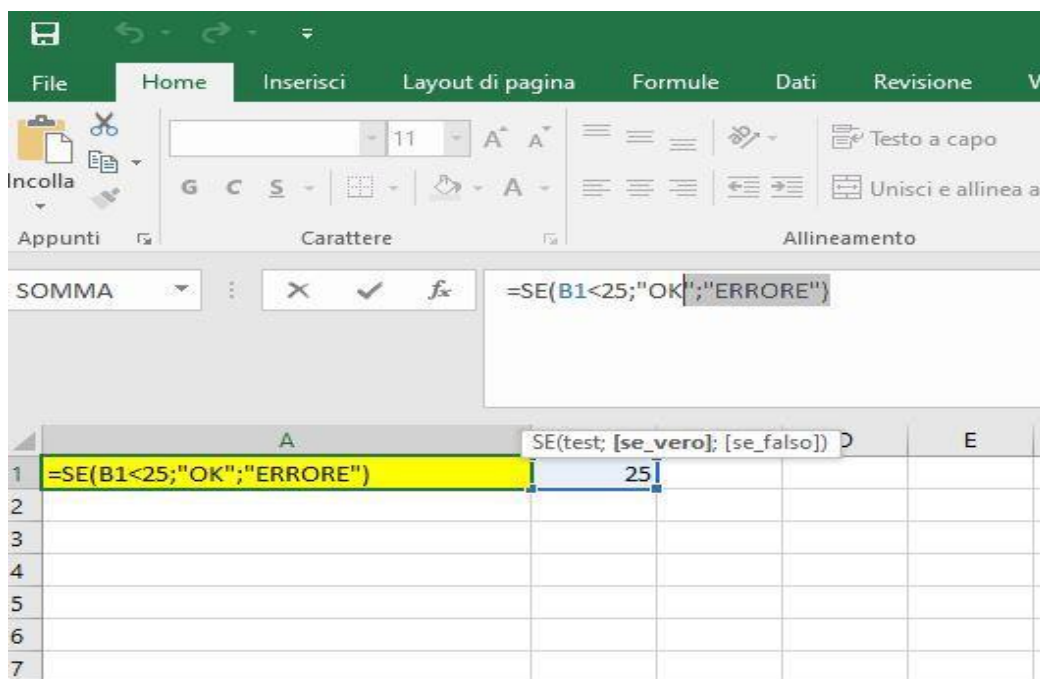 File Home Inserisci Layout di pagina Formule Dati Revisione
11 A A Testo a capo
Incolla G C S A Unisci e allinea a
Appunti Carattere Allineamento
SOMMA fx =SE(B1<25;"OK";"ERRORE")
A SE(test; [se_vero]; [se_falso]) D E
1 =SE(B1<25;"OK";"ERRORE") 25
2
3
4
5
6
7